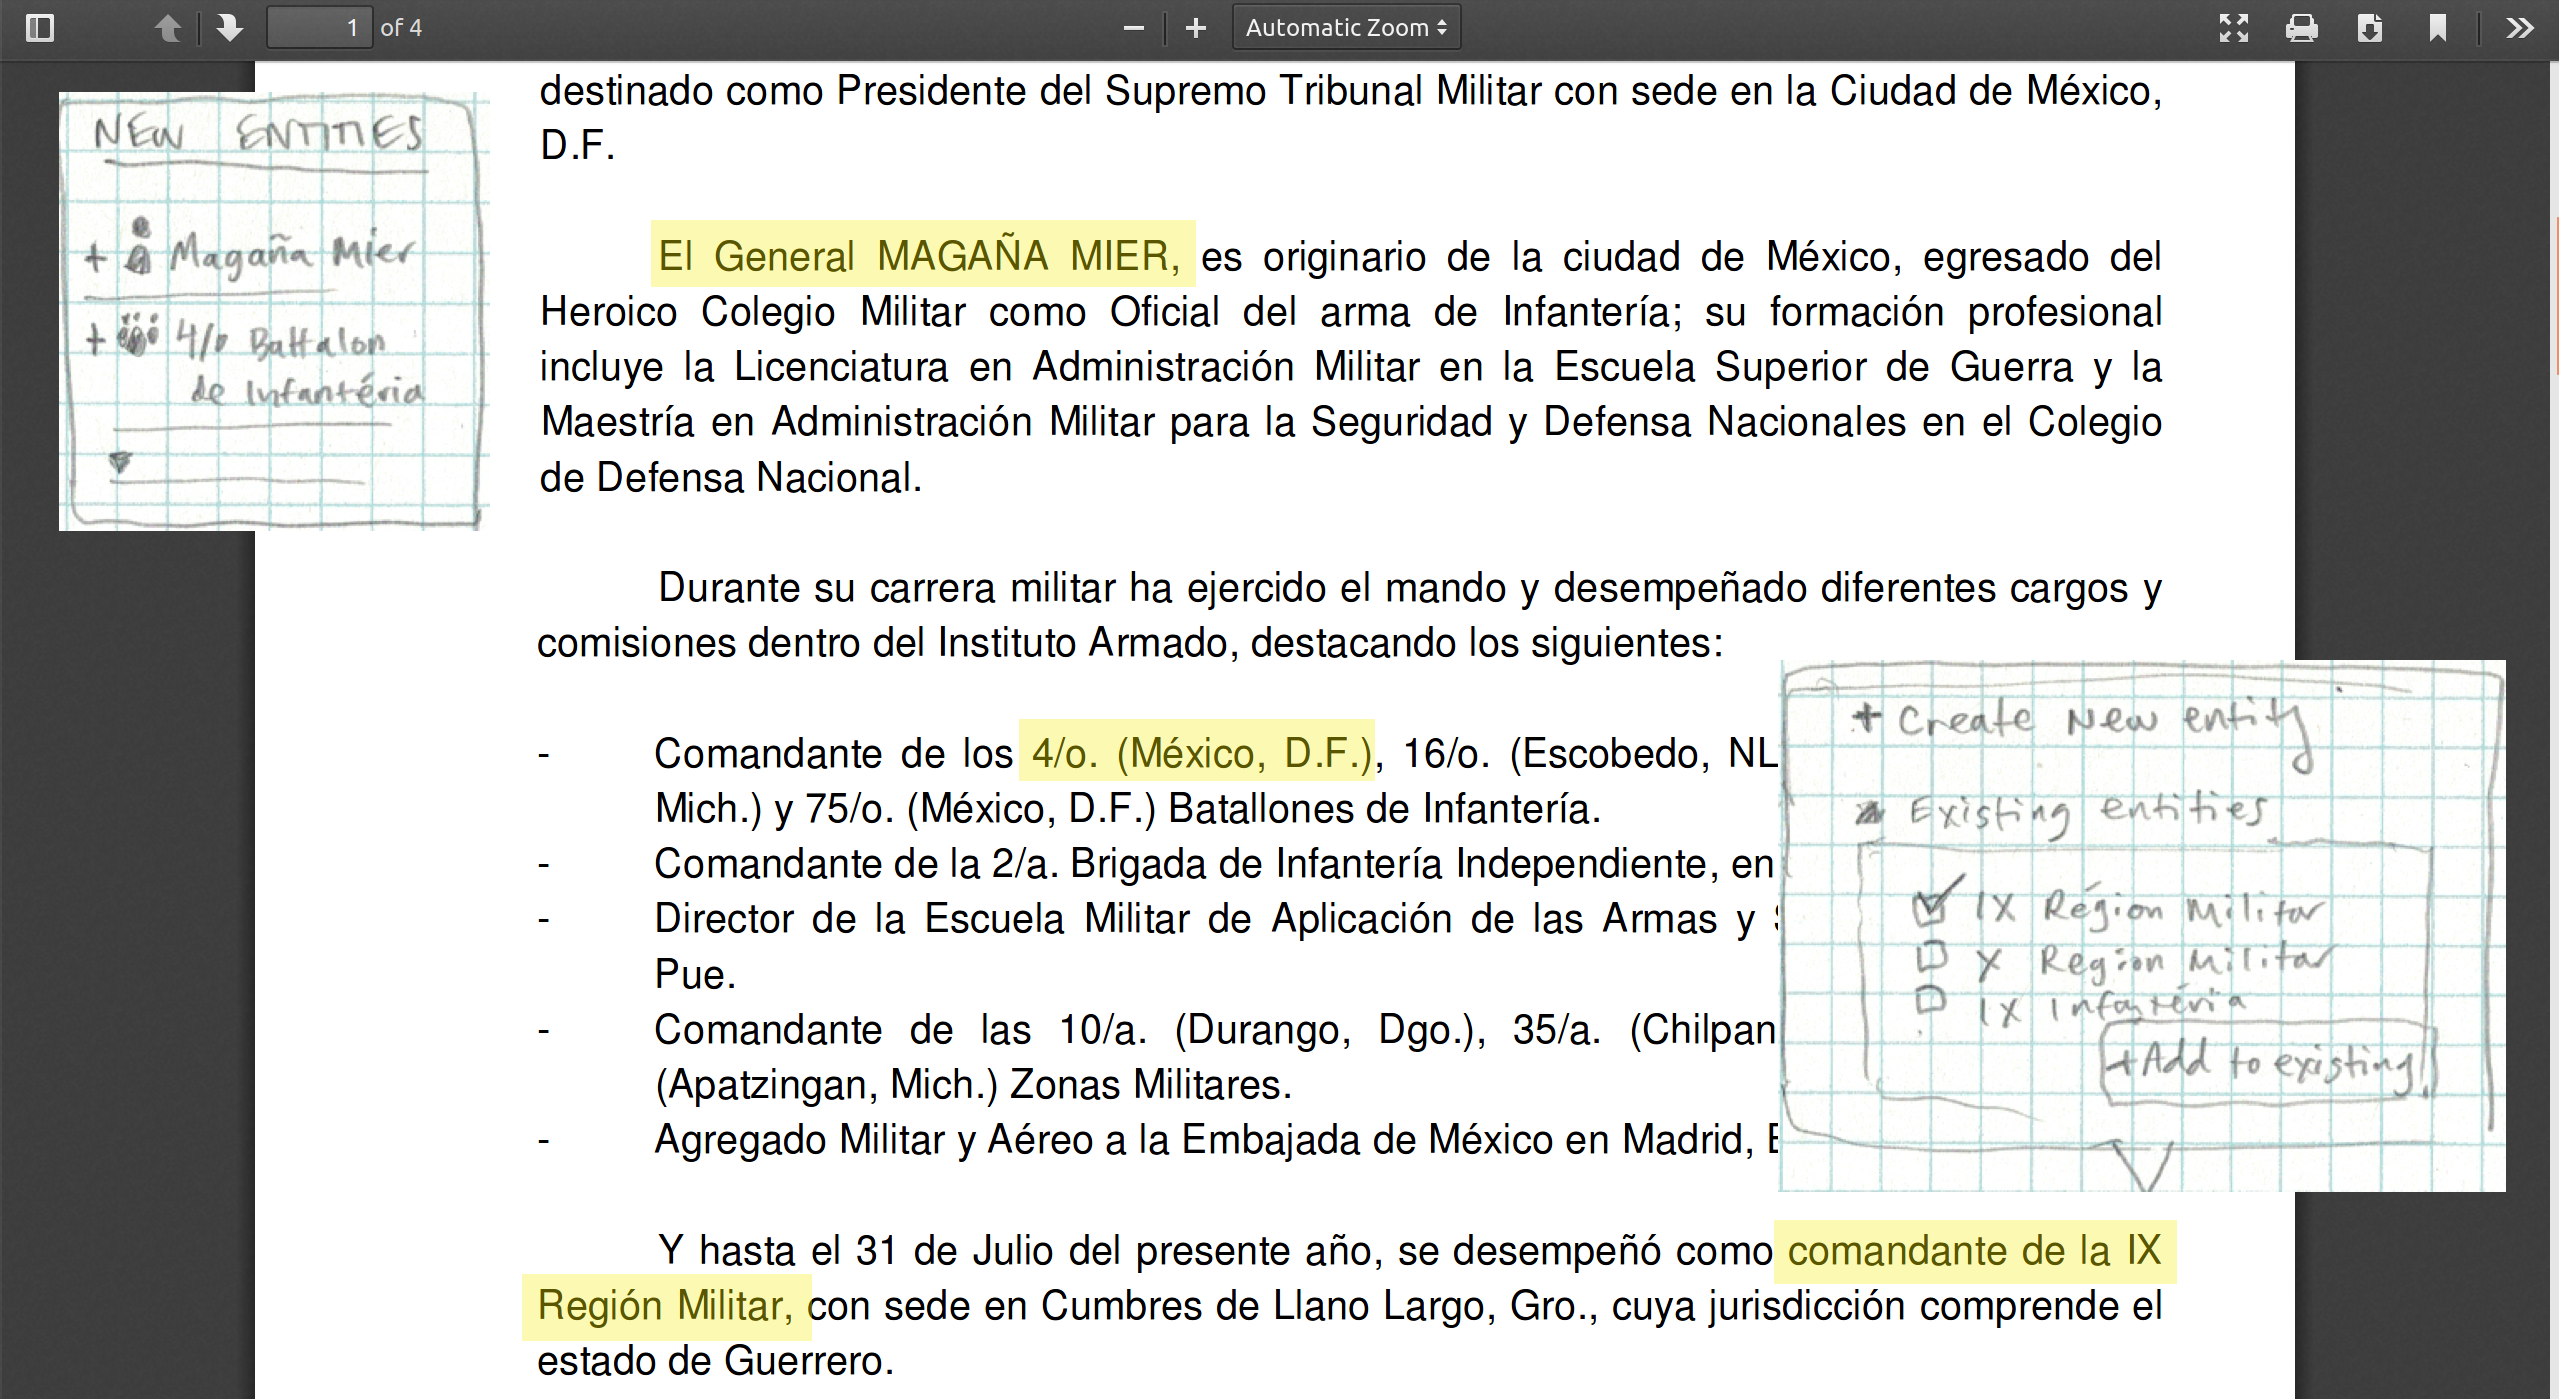 1 of 4
Automatic Zoom
destinado como Presidente del Supremo Tribunal Militar con sede en la Ciudad de México,
D.F.
NEW ENTITIES
+ Magaña Mier
+ 4/o Battalon
de Infantéria
El General MAGAÑA MIER, es originario de la ciudad de México, egresado del
Heroico Colegio Militar como Oficial del arma de Infantería; su formación profesional
incluye la Licenciatura en Administración Militar en la Escuela Superior de Guerra y la
Maestría en Administración Militar para la Seguridad y Defensa Nacionales en el Colegio
de Defensa Nacional.
Durante su carrera militar ha ejercido el mando y desempeñado diferentes cargos y
comisiones dentro del Instituto Armado, destacando los siguientes:
- Comandante de los 4/o. (México, D.F.), 16/o. (Escobedo, NL
Mich.) y 75/o. (México, D.F.) Batallones de Infantería.
- Comandante de la 2/a. Brigada de Infantería Independiente, en
- Director de la Escuela Militar de Aplicación de las Armas y
Pue.
- Comandante de las 10/a. (Durango, Dgo.), 35/a. (Chilpan
(Apatzingan, Mich.) Zonas Militares.
- Agregado Militar y Aéreo a la Embajada de México en Madrid, E
+ Create New entity
Existing entities
IX Région Militar
X Region Militar
IX Infantéria
+Add to existing
Y hasta el 31 de Julio del presente año, se desempeñó como comandante de la IX
Región Militar, con sede en Cumbres de Llano Largo, Gro., cuya jurisdicción comprende el
estado de Guerrero.